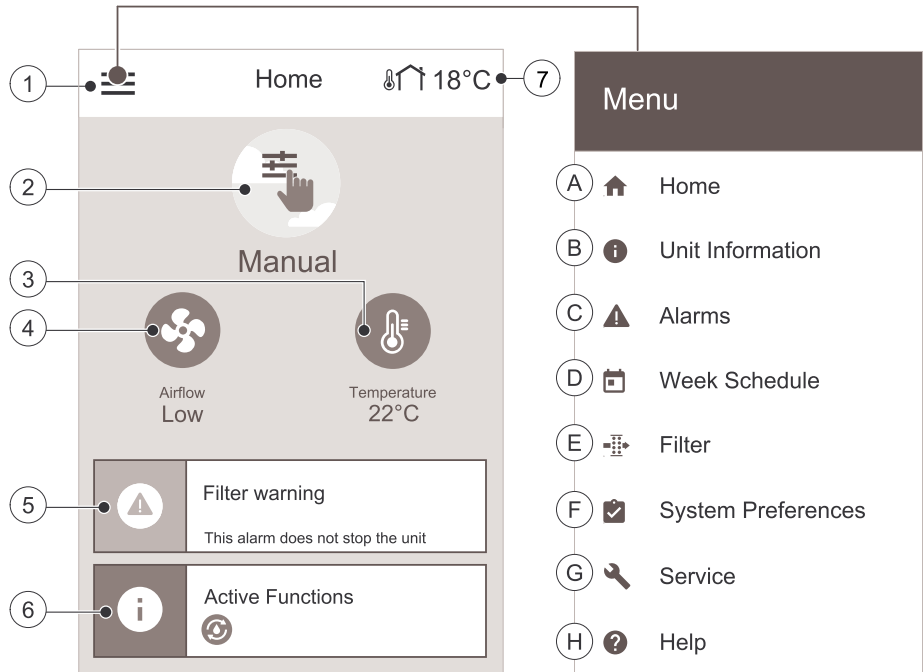 1
Home
18°C
7
Menu
2
A
Home
Manual
B
Unit Information
3
4
C
Alarms
Airflow
Low
Temperature
22°C
D
Week Schedule
E
Filter
5
Filter warning
This alarm does not stop the unit
F
System Preferences
6
Active Functions
G
Service
H
Help